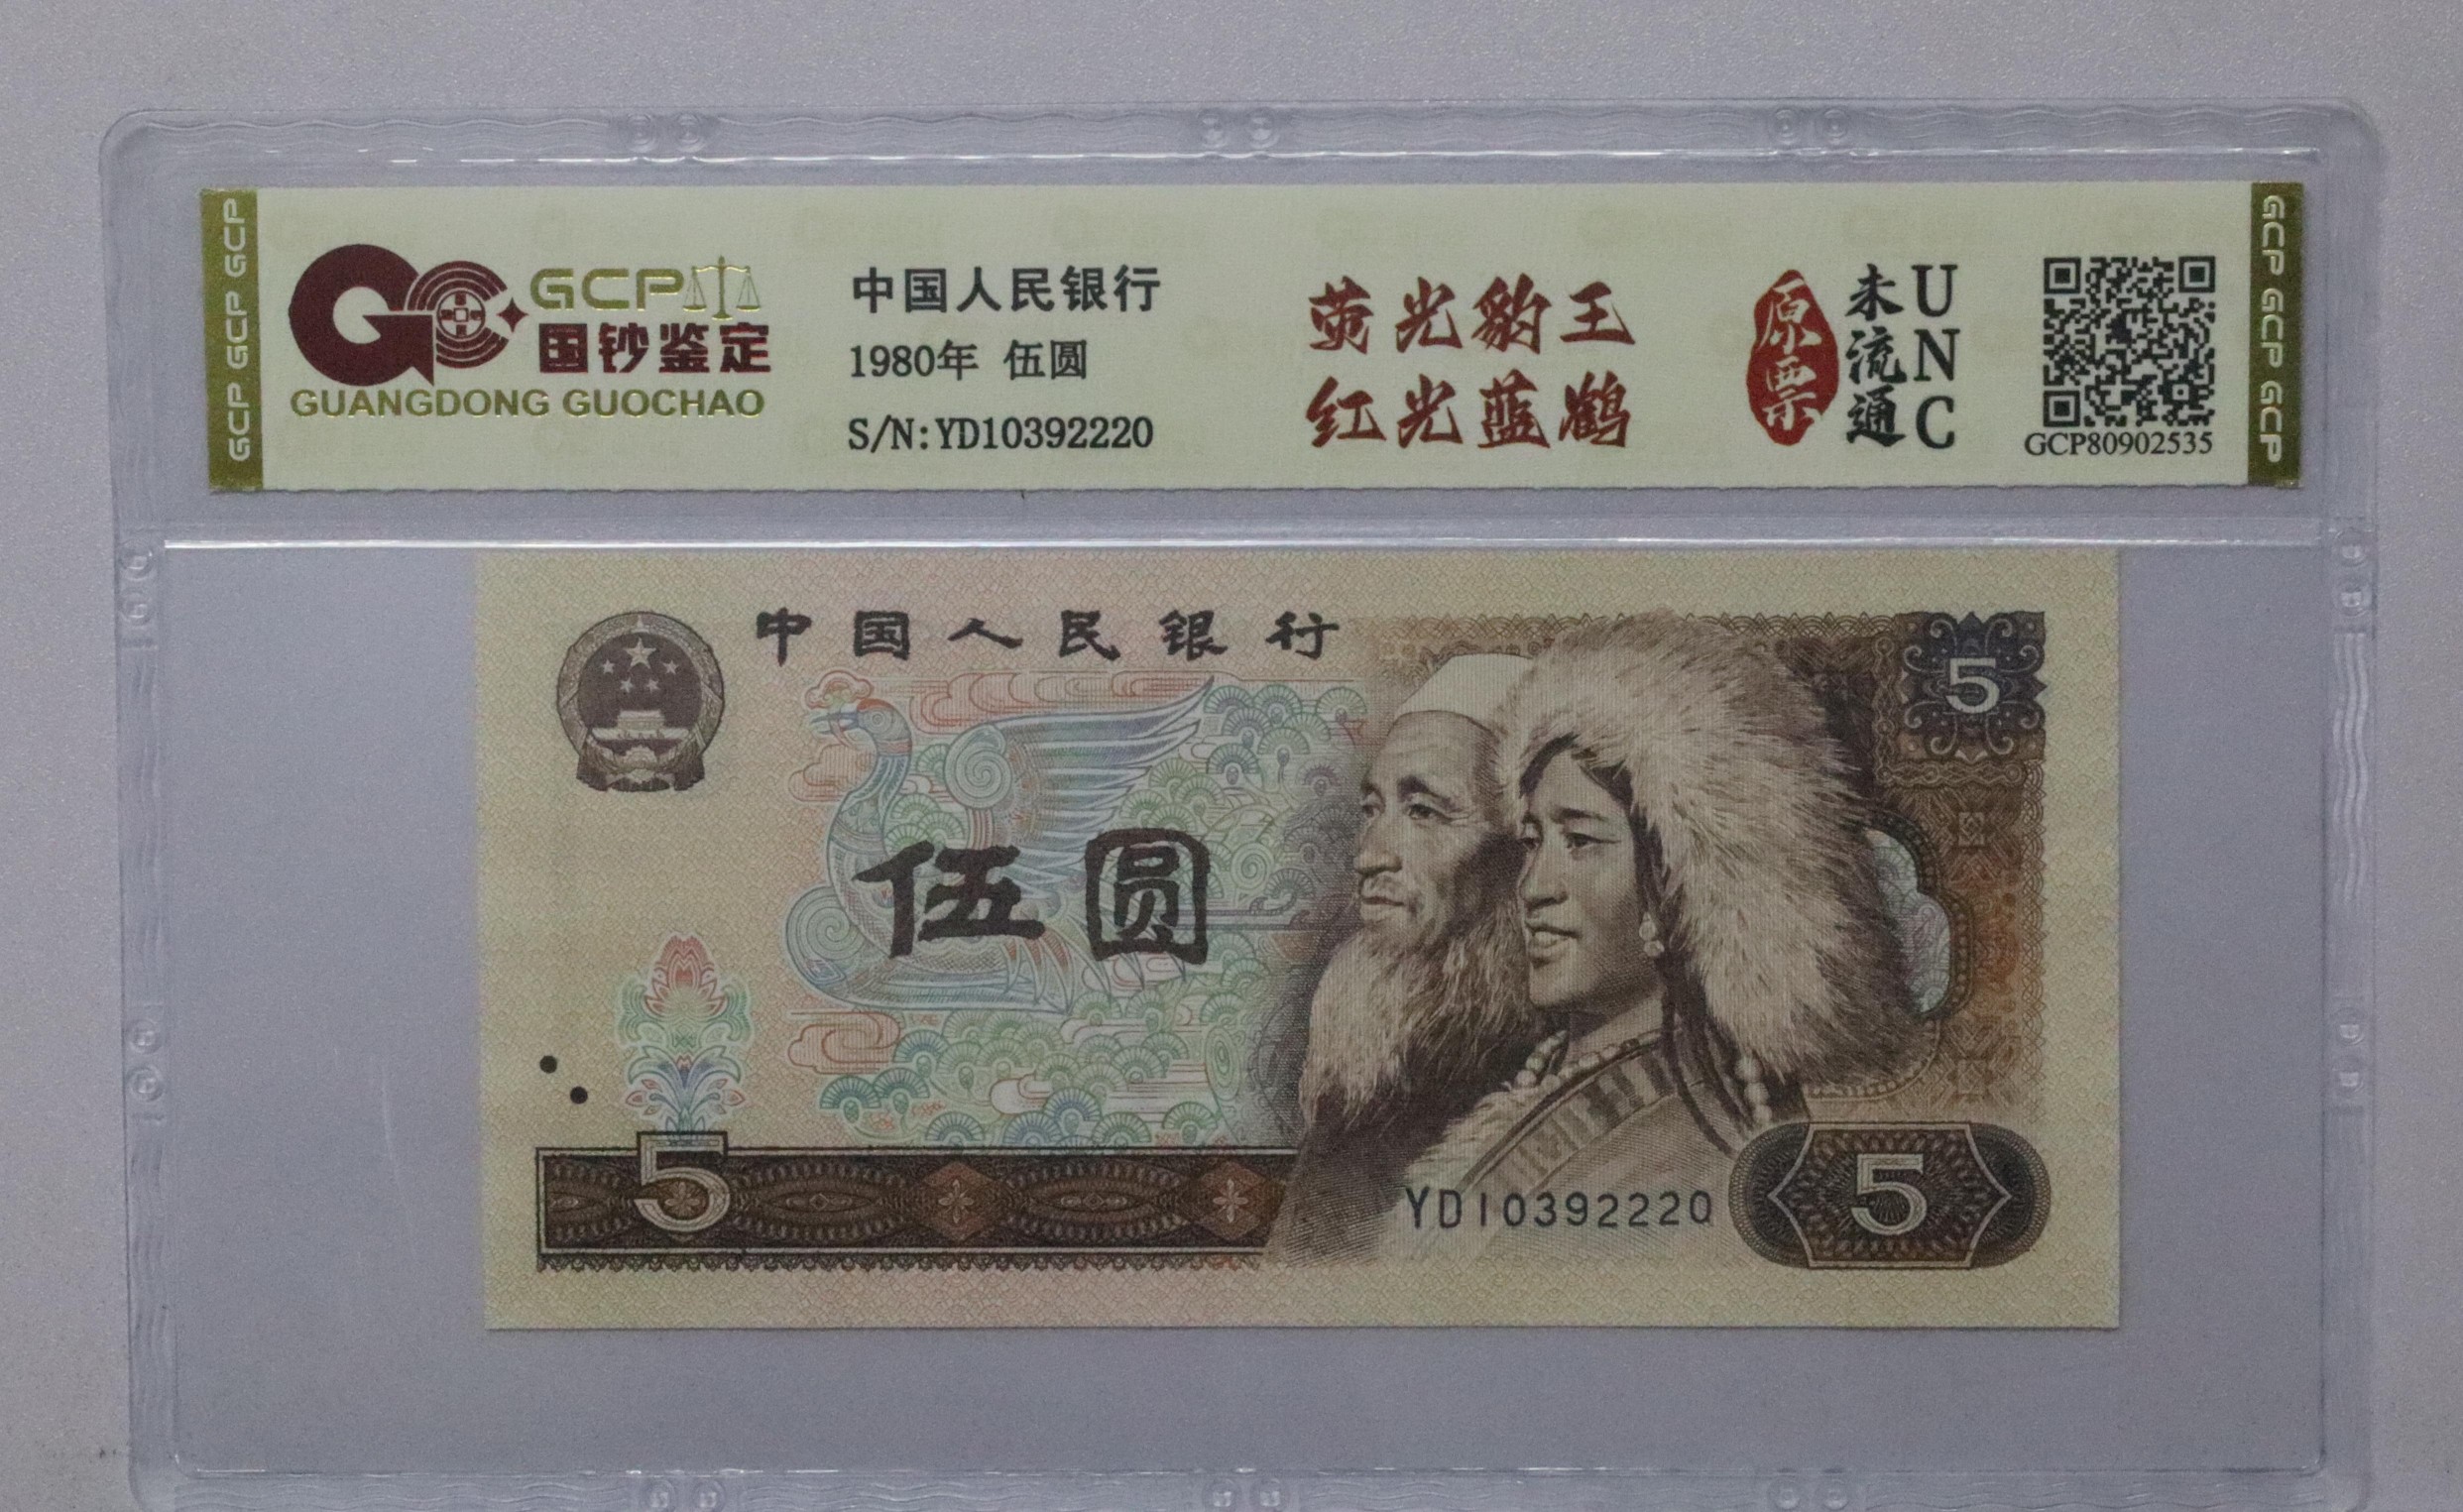 GCP GCP GCP
GCP
国钞鉴定
GUANGDONG GUOCHAO
中国人民银行
1980年 伍圆
S/N:YD10392220
荧光豹王
红光蓝鹤
原票
未流通
UNC
GCP80902535
GCP GCP GCP
中国人民银行
5
伍圆
5
YD10392220
5